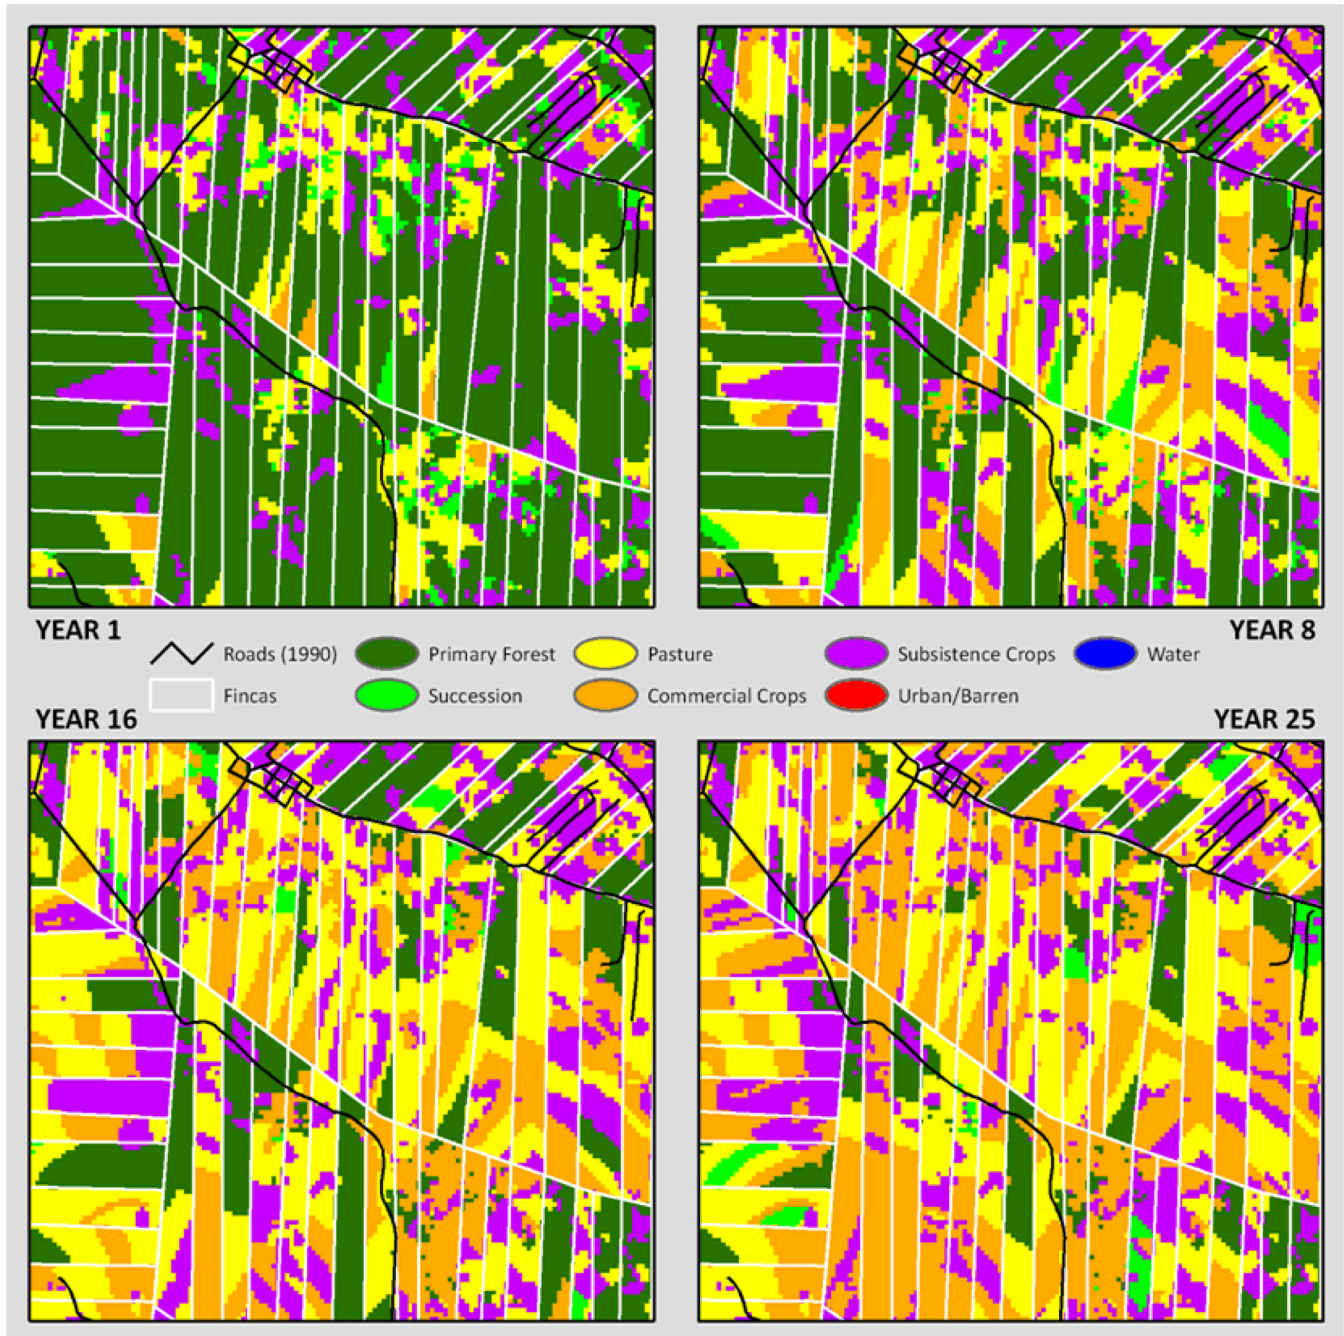 YEAR 1
YEAR 8
Roads (1990)
Primary Forest
Pasture
Subsistence Crops
Water
Fincas
Succession
Commercial Crops
Urban/Barren
YEAR 16
YEAR 25